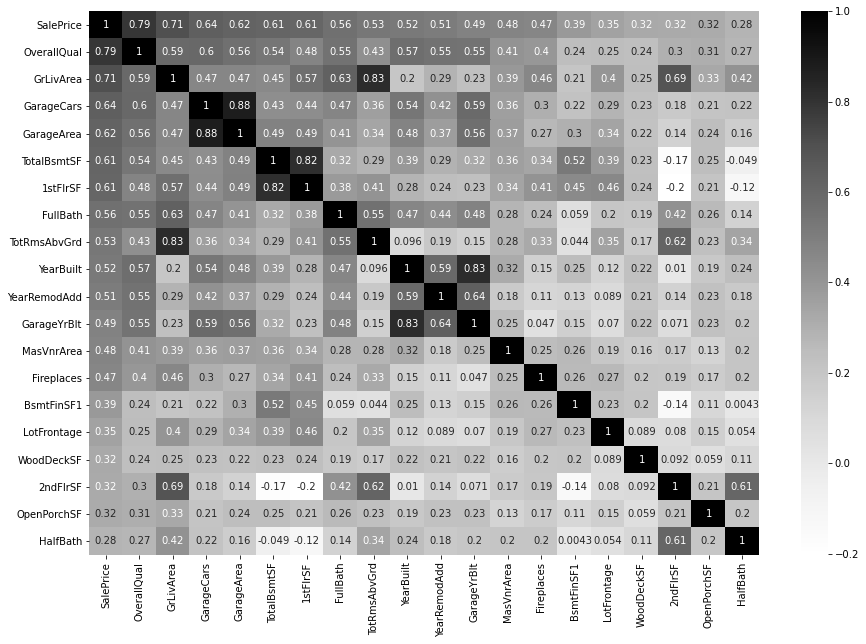 SalePrice 1 0.79 0.71 0.64 0.62 0.61 0.61 0.56 0.53 0.52 0.51 0.49 0.48 0.47 0.39 0.35 0.32 0.32 0.32 0.28
OverallQual 0.79 1 0.59 0.6 0.56 0.54 0.48 0.55 0.43 0.57 0.55 0.55 0.41 0.4 0.24 0.25 0.24 0.3 0.31 0.27
GrLivArea 0.71 0.59 1 0.47 0.47 0.45 0.57 0.63 0.83 0.2 0.29 0.23 0.39 0.46 0.21 0.4 0.25 0.69 0.33 0.42
GarageCars 0.64 0.6 0.47 1 0.88 0.43 0.44 0.47 0.36 0.54 0.42 0.59 0.36 0.3 0.22 0.29 0.23 0.18 0.21 0.22
GarageArea 0.62 0.56 0.47 0.88 1 0.49 0.49 0.41 0.34 0.48 0.37 0.56 0.37 0.27 0.3 0.34 0.22 0.14 0.24 0.16
TotalBsmtSF 0.61 0.54 0.45 0.43 0.49 1 0.82 0.32 0.29 0.39 0.29 0.32 0.36 0.34 0.52 0.39 0.23 -0.17 0.25 -0.049
1stFlrSF 0.61 0.48 0.57 0.44 0.49 0.82 1 0.38 0.41 0.28 0.24 0.23 0.34 0.41 0.45 0.46 0.24 -0.2 0.21 -0.12
FullBath 0.56 0.55 0.63 0.47 0.41 0.32 0.38 1 0.55 0.47 0.44 0.48 0.28 0.24 0.059 0.2 0.19 0.42 0.26 0.14
TotRmsAbvGrd 0.53 0.43 0.83 0.36 0.34 0.29 0.41 0.55 1 0.096 0.19 0.15 0.28 0.33 0.044 0.35 0.17 0.62 0.23 0.34
YearBuilt 0.52 0.57 0.2 0.54 0.48 0.39 0.28 0.47 0.096 1 0.59 0.83 0.32 0.15 0.25 0.12 0.22 0.01 0.19 0.24
YearRemodAdd 0.51 0.55 0.29 0.42 0.37 0.29 0.24 0.44 0.19 0.59 1 0.64 0.18 0.11 0.13 0.089 0.21 0.14 0.23 0.18
GarageYrBlt 0.49 0.55 0.23 0.59 0.56 0.32 0.23 0.48 0.15 0.83 0.64 1 0.25 0.047 0.15 0.07 0.22 0.071 0.23 0.2
MasVnrArea 0.48 0.41 0.39 0.36 0.37 0.36 0.34 0.28 0.28 0.32 0.18 0.25 1 0.25 0.26 0.19 0.16 0.17 0.13 0.2
Fireplaces 0.47 0.4 0.46 0.3 0.27 0.34 0.41 0.24 0.33 0.15 0.11 0.047 0.25 1 0.26 0.27 0.2 0.19 0.17 0.2
BsmtFinSF1 0.39 0.24 0.21 0.22 0.3 0.52 0.45 0.059 0.044 0.25 0.13 0.15 0.26 0.26 1 0.23 0.2 -0.14 0.11 0.0043
LotFrontage 0.35 0.25 0.4 0.29 0.34 0.39 0.46 0.2 0.35 0.12 0.089 0.07 0.19 0.27 0.23 1 0.089 0.08 0.15 0.054
WoodDeckSF 0.32 0.24 0.25 0.23 0.22 0.23 0.24 0.19 0.17 0.22 0.21 0.22 0.16 0.2 0.2 0.089 1 0.092 0.059 0.11
2ndFlrSF 0.32 0.3 0.69 0.18 0.14 -0.17 -0.2 0.42 0.62 0.01 0.14 0.071 0.17 0.19 -0.14 0.08 0.092 1 0.21 0.61
OpenPorchSF 0.32 0.31 0.33 0.21 0.24 0.25 0.21 0.26 0.23 0.19 0.23 0.23 0.13 0.17 0.11 0.15 0.059 0.21 1 0.2
HalfBath 0.28 0.27 0.42 0.22 0.16 -0.049 -0.12 0.14 0.34 0.24 0.18 0.2 0.2 0.2 0.0043 0.054 0.11 0.61 0.2 1
SalePrice
OverallQual
GrLivArea
GarageCars
GarageArea
TotalBsmtSF
1stFlrSF
FullBath
TotRmsAbvGrd
YearBuilt
YearRemodAdd
GarageYrBlt
MasVnrArea
Fireplaces
BsmtFinSF1
LotFrontage
WoodDeckSF
2ndFlrSF
OpenPorchSF
HalfBath
1.0
0.8
0.6
0.4
0.2
0.0
−0.2